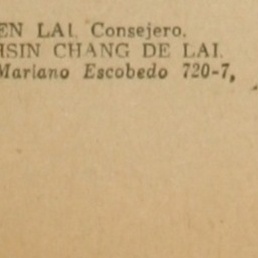 EN LAI. Consejero.
HSIN CHANG DE LAI.
Mariano Escobedo 720-7,